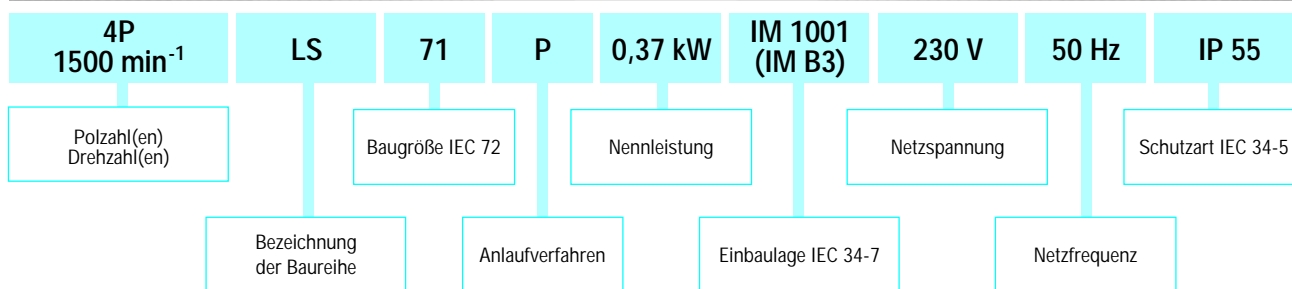 4P
1500 min-1
LS
71
P
0,37 kW
IM 1001
(IM B3)
230 V
50 Hz
IP 55
Polzahl(en)
Drehzahl(en)
Baugröße IEC 72
Nennleistung
Netzspannung
Schutzart IEC 34-5
Bezeichnung
der Baureihe
Anlaufverfahren
Einbaulage IEC 34-7
Netzfrequenz